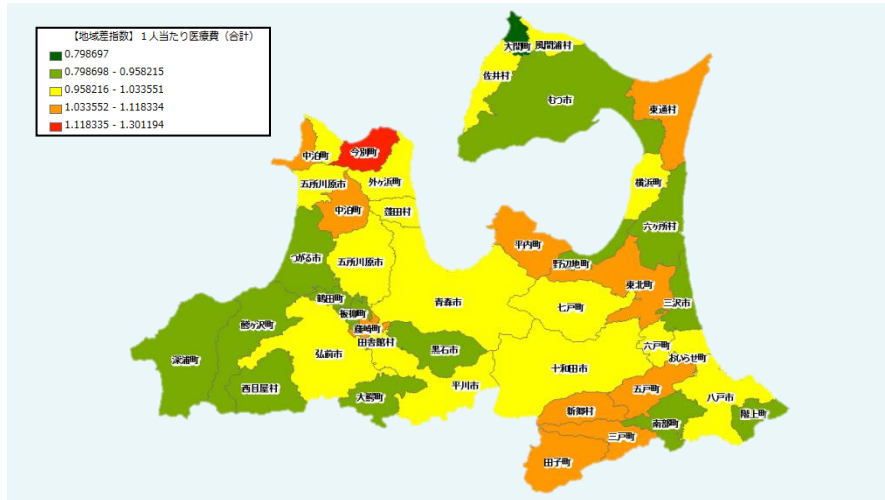 【地域差指数】１人当たり医療費（合計）
0.798697
0.798698 - 0.958215
0.958216 - 1.033551
1.033552 - 1.118334
1.118335 - 1.301194
大間町
風間浦村
佐井村
むつ市
東通村
中泊町
今別町
五所川原市
外ヶ浜町
横浜町
中泊町
蓬田村
六ヶ所村
平内町
つがる市
五所川原市
野辺地町
東北町
鶴田町
青森市
七戸町
三沢市
板柳町
鰺ヶ沢町
藤崎町
田舎館村
六戸町
深浦町
弘前市
黒石市
おいらせ町
十和田市
西目屋村
平川市
五戸町
大鰐町
八戸市
新郷村
階上町
南部町
三戸町
田子町